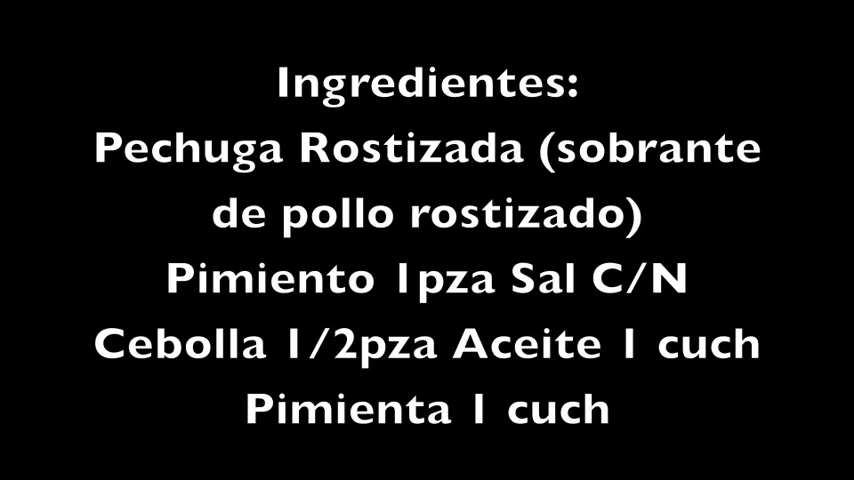 Ingredientes:
Pechuga Rostizada (sobrante
de pollo rostizado)
Pimiento 1pza Sal C/N
Cebolla 1/2pza Aceite 1 cuch
Pimienta 1 cuch